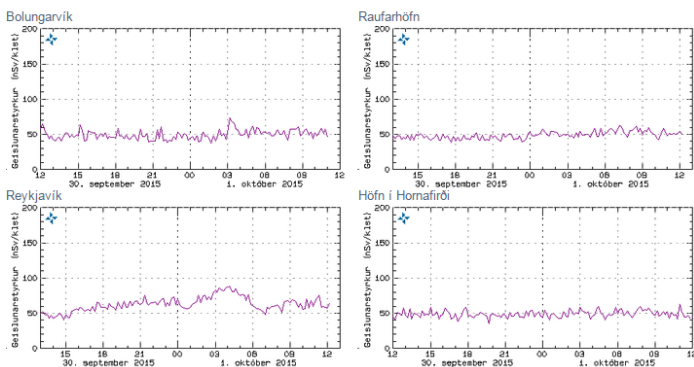 Bolungarvík
Raufarhöfn
200
150
100
50
0
Geislunarstyrkur (nSv/klst)
12 15 18 21 00 03 06 09 12
30. september 2015 1. október 2015
200
150
100
50
0
Geislunarstyrkur (nSv/klst)
12 15 18 21 00 03 06 09 12
30. september 2015 1. október 2015
Reykjavík
Höfn í Hornafirði
200
150
100
50
0
Geislunarstyrkur (nSv/klst)
15 18 21 00 03 06 09 12
30. september 2015 1. október 2015
200
150
100
50
0
Geislunarstyrkur (nSv/klst)
12 15 18 21 00 03 06 09 12
30. september 2015 1. október 2015